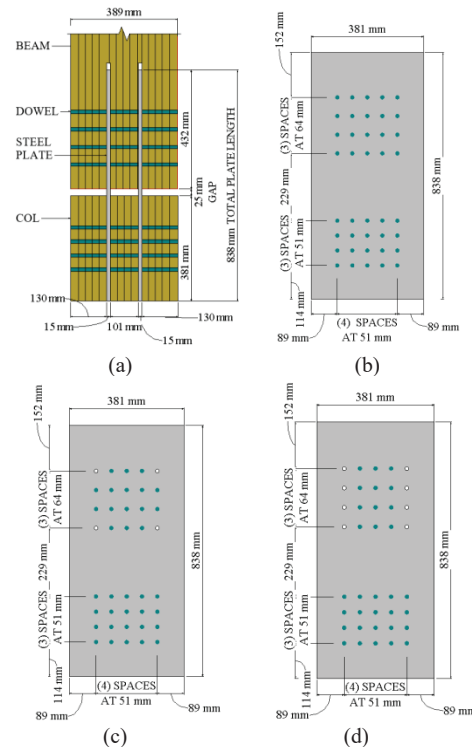 389 mm
BEAM
DOWEL
STEEL
PLATE
COL
432 mm
25 mm
GAP
381 mm
838 mm TOTAL PLATE LENGTH
130 mm
130 mm
15 mm
101 mm
15 mm
(a)
152 mm
381 mm
(3) SPACES
AT 64 mm
229 mm
(3) SPACES
AT 51 mm
838 mm
114 mm
89 mm
(4) SPACES
AT 51 mm
89 mm
(b)
152 mm
381 mm
(3) SPACES
AT 64 mm
229 mm
(3) SPACES
AT 51 mm
838 mm
114 mm
(4) SPACES
89 mm
AT 51 mm
89 mm
(c)
152 mm
381 mm
(3) SPACES
AT 64 mm
229 mm
(3) SPACES
AT 51 mm
838 mm
114 mm
(4) SPACES
89 mm
AT 51 mm
89 mm
(d)